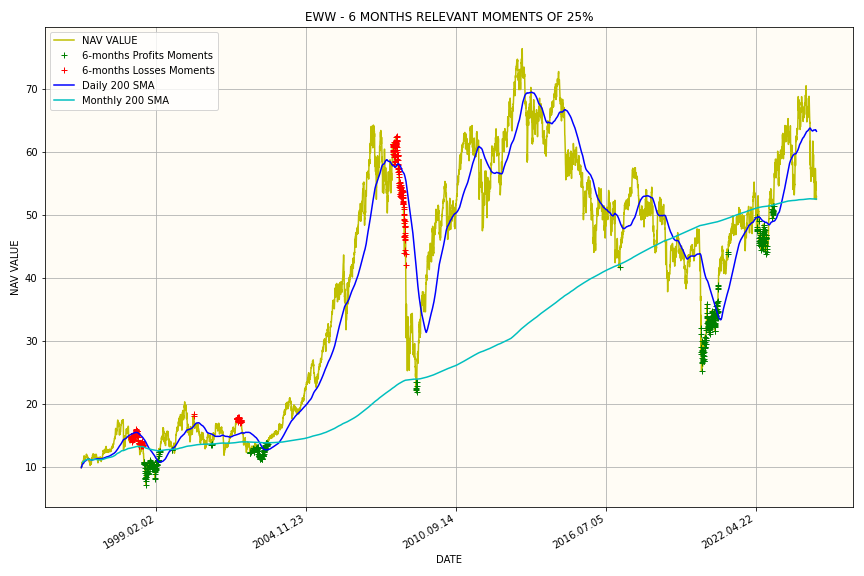 EWW - 6 MONTHS RELEVANT MOMENTS OF 25%
NAV VALUE
6-months Profits Moments
6-months Losses Moments
Daily 200 SMA
Monthly 200 SMA
70
60
50
40
30
20
10
NAV VALUE
1999.02.02
2004.11.23
2010.09.14
2016.07.05
2022.04.22
DATE